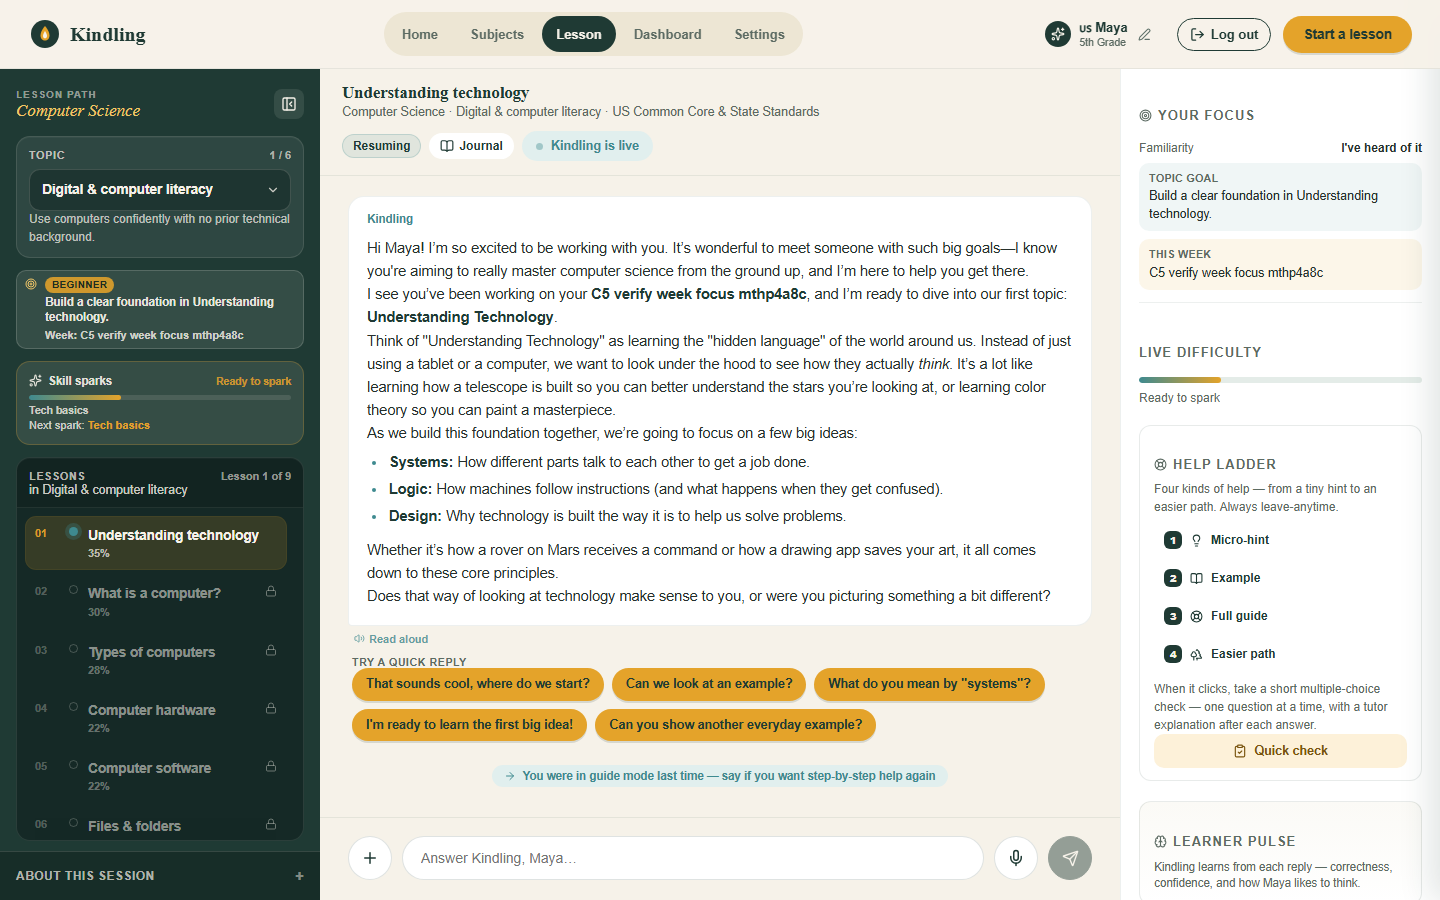 Kindling
Home
Subjects
Lesson
Dashboard
Settings
us Maya
5th Grade
Log out
Start a lesson
LESSON PATH
Computer Science
TOPIC
1 / 6
Digital & computer literacy
Use computers confidently with no prior technical
background.
BEGINNER
Build a clear foundation in Understanding
technology.
Week: C5 verify week focus mthp4a8c
Skill sparks
Ready to spark
Tech basics
Next spark: Tech basics
LESSONS
Lesson 1 of 9
in Digital & computer literacy
01
Understanding technology
35%
02
What is a computer?
30%
03
Types of computers
28%
04
Computer hardware
22%
05
Computer software
22%
06
Files & folders
ABOUT THIS SESSION
+
Understanding technology
Computer Science · Digital & computer literacy · US Common Core & State Standards
Resuming
Journal
Kindling is live
Kindling
Hi Maya! I’m so excited to be working with you. It’s wonderful to meet someone with such big goals—I know
you're aiming to really master computer science from the ground up, and I’m here to help you get there.
I see you’ve been working on your C5 verify week focus mthp4a8c, and I’m ready to dive into our first topic:
Understanding Technology.
Think of "Understanding Technology" as learning the "hidden language" of the world around us. Instead of just
using a tablet or a computer, we want to look under the hood to see how they actually think. It’s a lot like
learning how a telescope is built so you can better understand the stars you’re looking at, or learning color
theory so you can paint a masterpiece.
As we build this foundation together, we’re going to focus on a few big ideas:
• Systems: How different parts talk to each other to get a job done.
• Logic: How machines follow instructions (and what happens when they get confused).
• Design: Why technology is built the way it is to help us solve problems.
Whether it’s how a rover on Mars receives a command or how a drawing app saves your art, it all comes
down to these core principles.
Does that way of looking at technology make sense to you, or were you picturing something a bit different?
Read aloud
TRY A QUICK REPLY
That sounds cool, where do we start?
Can we look at an example?
What do you mean by "systems"?
I'm ready to learn the first big idea!
Can you show another everyday example?
You were in guide mode last time — say if you want step-by-step help again
Answer Kindling, Maya…
YOUR FOCUS
Familiarity
I've heard of it
TOPIC GOAL
Build a clear foundation in Understanding
technology.
THIS WEEK
C5 verify week focus mthp4a8c
LIVE DIFFICULTY
Ready to spark
HELP LADDER
Four kinds of help — from a tiny hint to an
easier path. Always leave-anytime.
1 Micro-hint
2 Example
3 Full guide
4 Easier path
When it clicks, take a short multiple-choice
check — one question at a time, with a tutor
explanation after each answer.
Quick check
LEARNER PULSE
Kindling learns from each reply — correctness,
confidence, and how Maya likes to think.